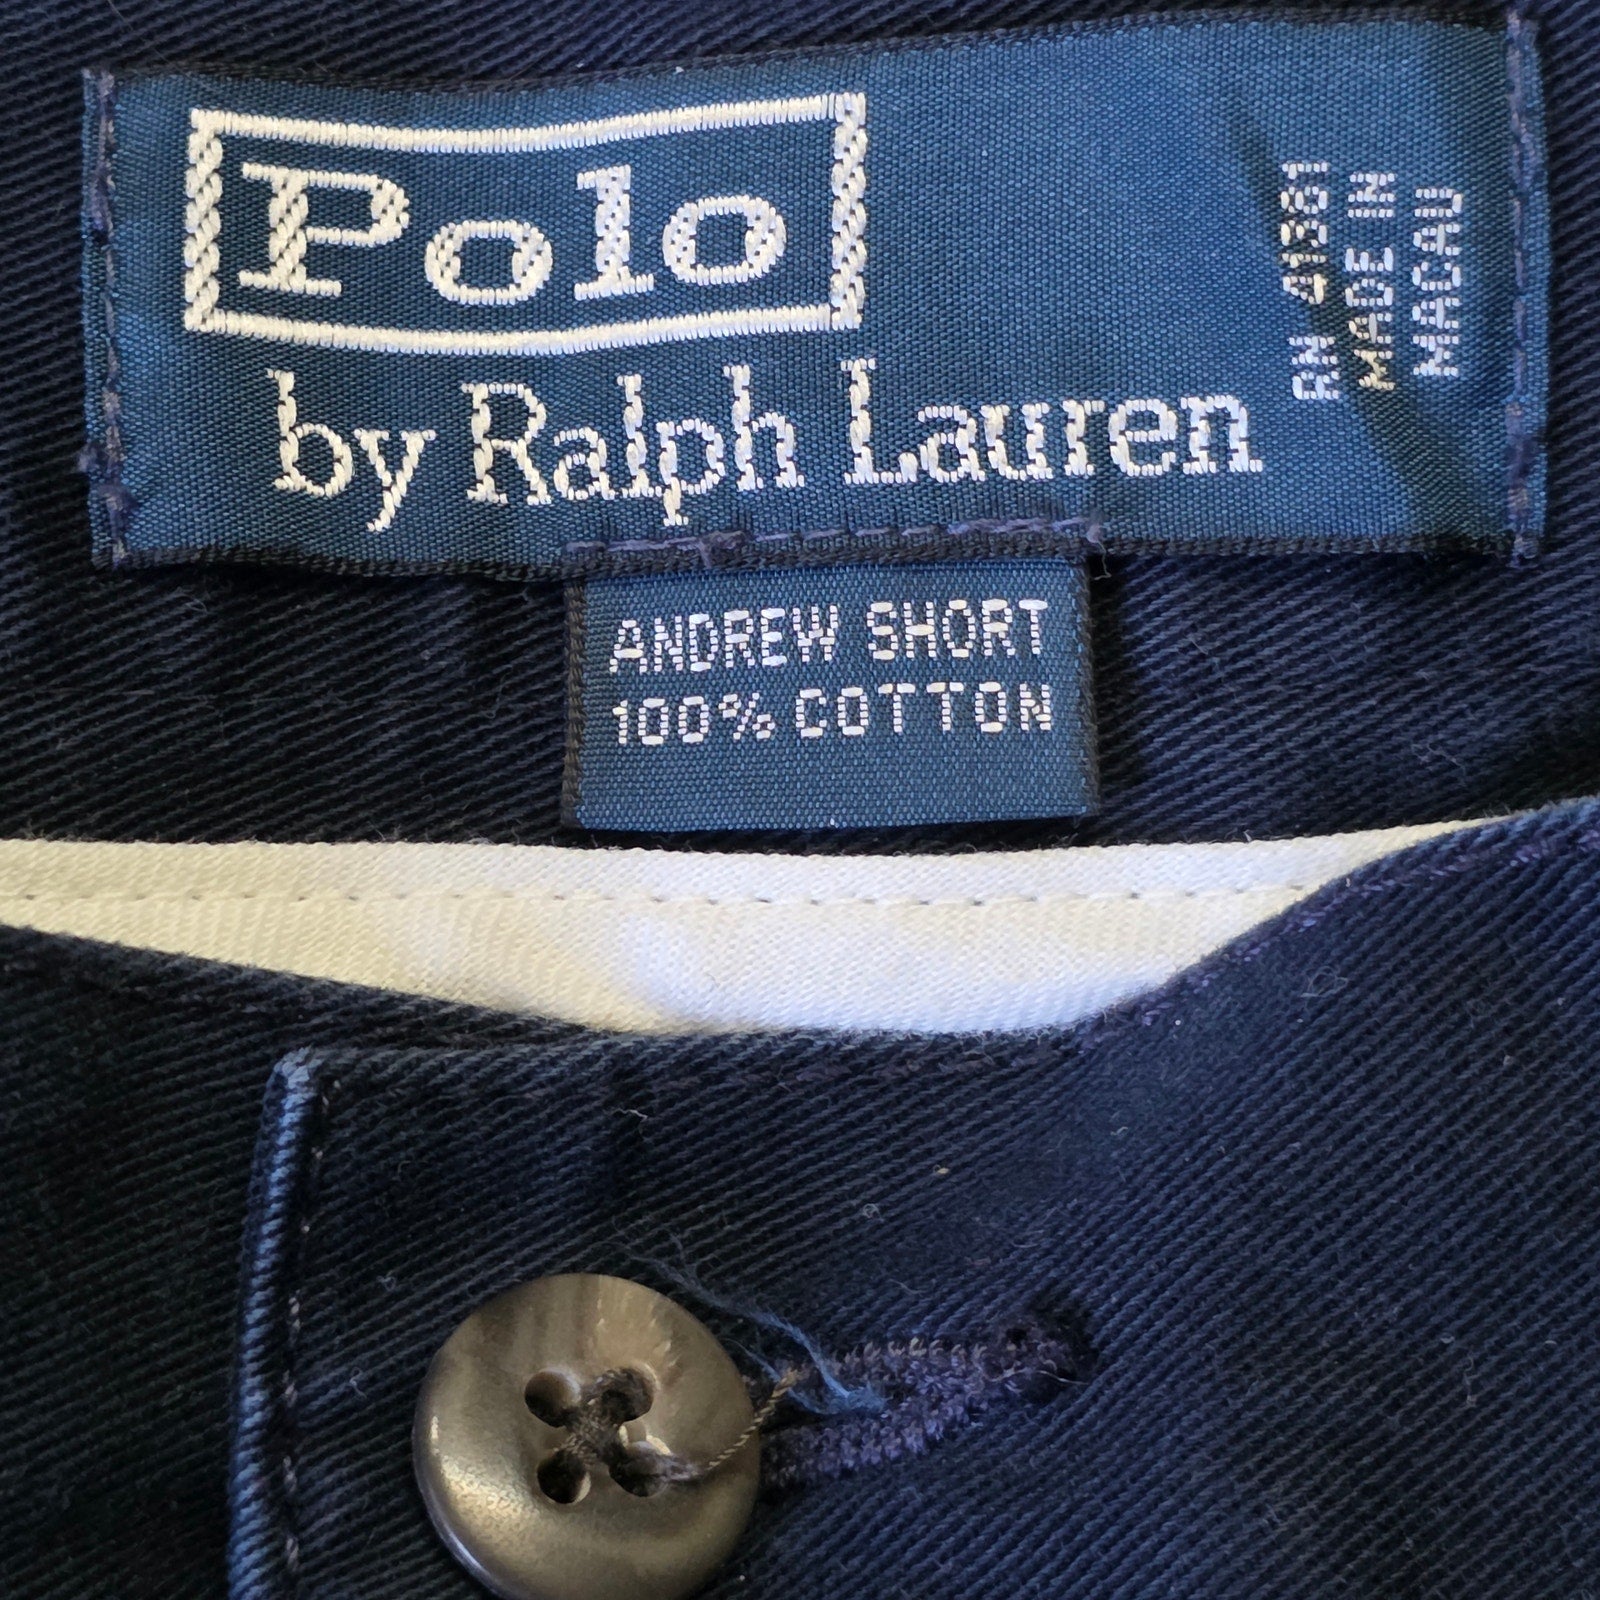 Polo
by Ralph Lauren
RN 41381
MADE IN
MACAU
ANDREW SHORT
100% COTTON